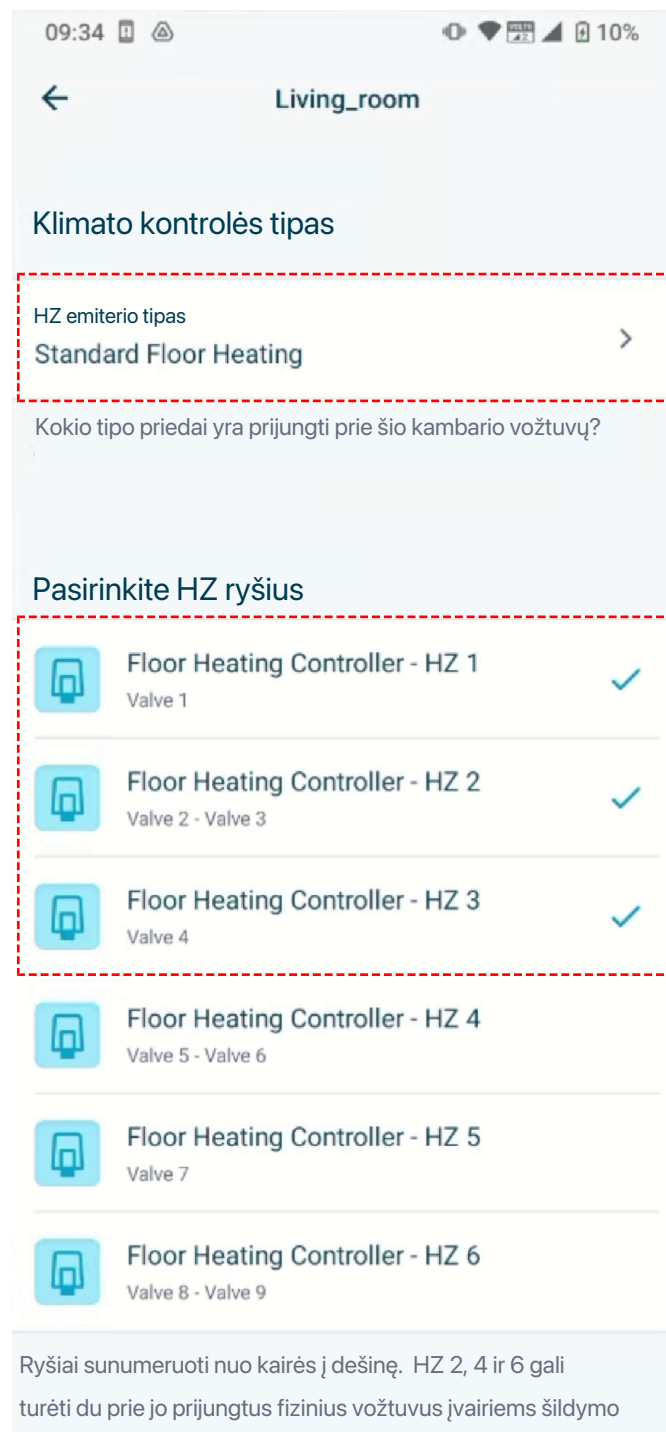 09:34
10%
Living_room
Klimato kontrolės tipas
HZ emiterio tipas
Standard Floor Heating
Kokio tipo priedai yra prijungti prie šio kambario vožtuvų?
Pasirinkite HZ ryšius
Floor Heating Controller - HZ 1
Valve 1
Floor Heating Controller - HZ 2
Valve 2 - Valve 3
Floor Heating Controller - HZ 3
Valve 4
Floor Heating Controller - HZ 4
Valve 5 - Valve 6
Floor Heating Controller - HZ 5
Valve 7
Floor Heating Controller - HZ 6
Valve 8 - Valve 9
Ryšiai sunumeruoti nuo kairės į dešinę. HZ 2, 4 ir 6 gali
turėti du prie jo prijungtus fizinius vožtuvus įvairiems šildymo